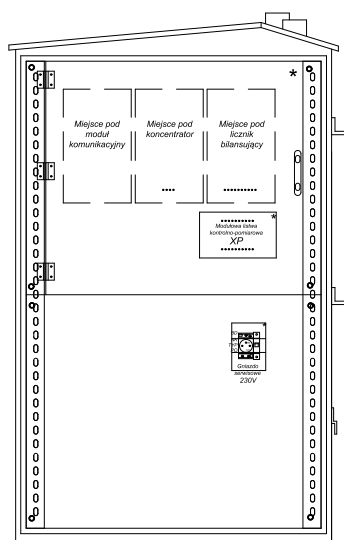 *
Miejsce pod
moduł
komunikacyjny
Miejsce pod
koncentrator
Miejsce pod
licznik
bilansujący
*
Modułowa listwa
kontrolno-pomiarowa
XP
*
Gniazdo
serwisowe
230V